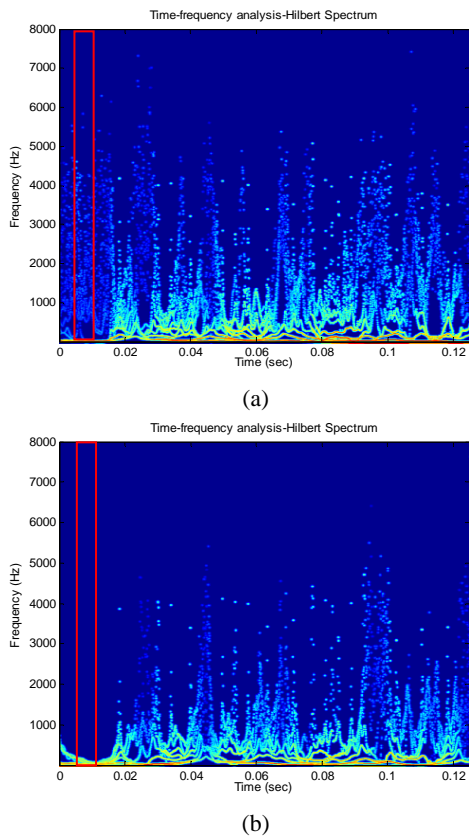 Time-frequency analysis-Hilbert Spectrum
8000
7000
6000
5000
4000
3000
2000
1000
Frequency (Hz)
0 0.02 0.04 0.06 0.08 0.1 0.12
Time (sec)
(a)
Time-frequency analysis-Hilbert Spectrum
8000
7000
6000
5000
4000
3000
2000
1000
Frequency (Hz)
0 0.02 0.04 0.06 0.08 0.1 0.12
Time (sec)
(b)